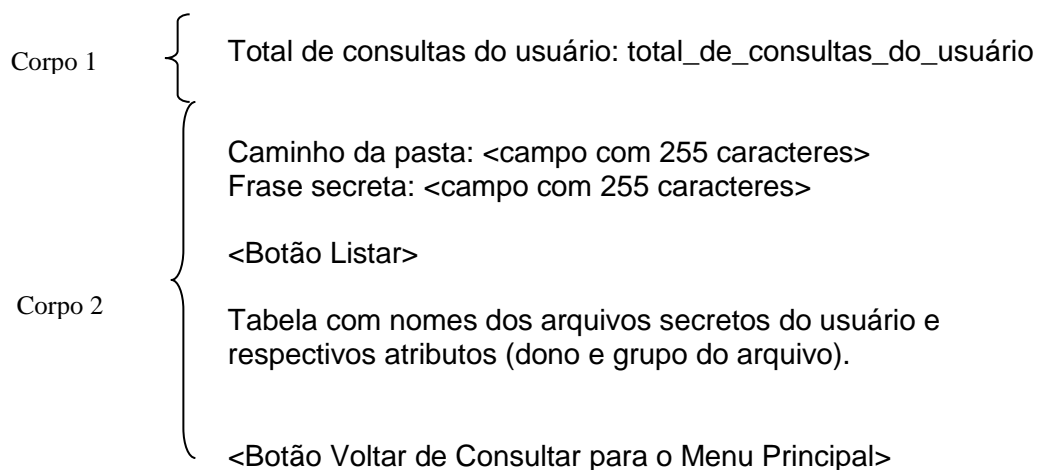 Corpo 1
Total de consultas do usuário: total_de_consultas_do_usuário
Caminho da pasta: <campo com 255 caracteres>
Frase secreta: <campo com 255 caracteres>
<Botão Listar>
Corpo 2
Tabela com nomes dos arquivos secretos do usuário e
respectivos atributos (dono e grupo do arquivo).
<Botão Voltar de Consultar para o Menu Principal>